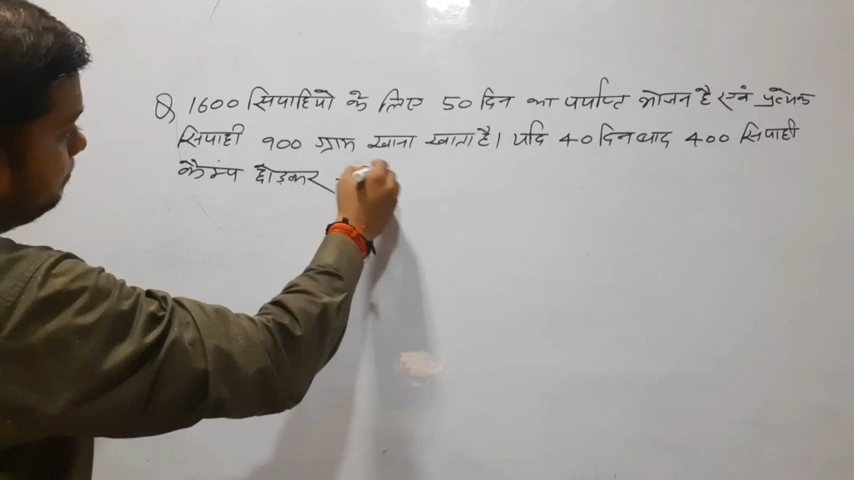 Q, 1600 सिपाहियो के लिए 50 दिन का पर्याप्ट भोजन है एवं प्रत्येक
सिपाही 900 ग्राम खाना खाता है। यदि 40 दिन बाद 400 सिपाही
कैम्प छोड़कर